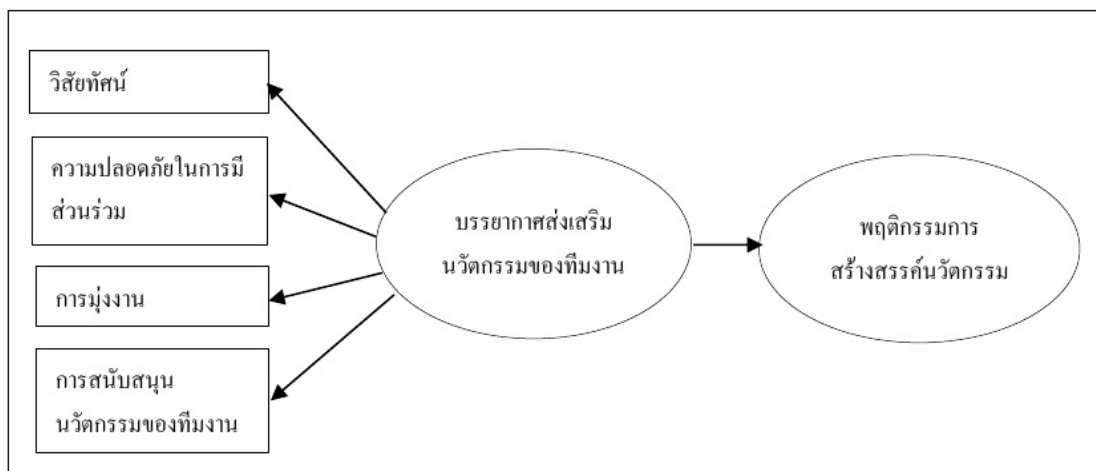 วิสัยทัศน์
ความปลอดภัยในการมี
ส่วนร่วม
การมุ่งงาน
การสนับสนุน
นวัตกรรมของทีมงาน
บรรยากาศส่งเสริม
นวัตกรรมของทีมงาน
พฤติกรรมการ
สร้างสรรค์นวัตกรรม